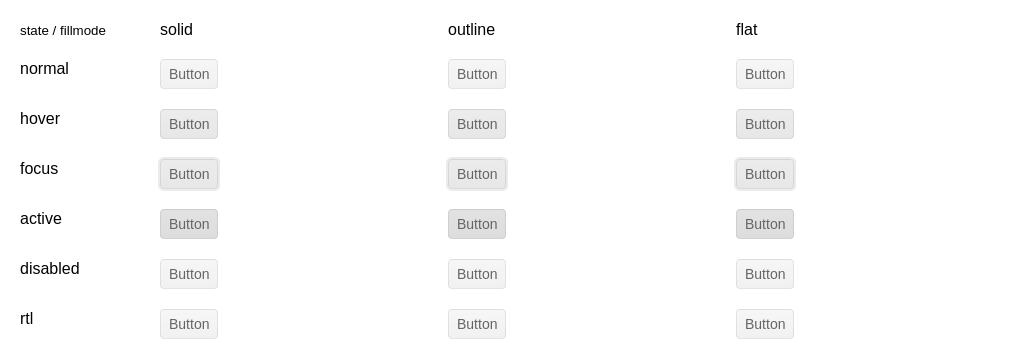 state / fillmode solid outline flat
normal Button Button Button
hover Button Button Button
focus Button Button Button
active Button Button Button
disabled Button Button Button
rtl Button Button Button